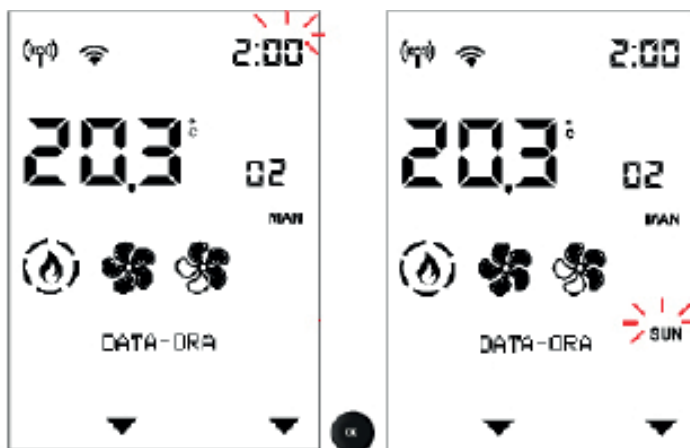 2:00
20.3 °c
02
MAN
DATA-ORA
OK
2:00
20.3 °c
02
MAN
SUN
DATA-ORA